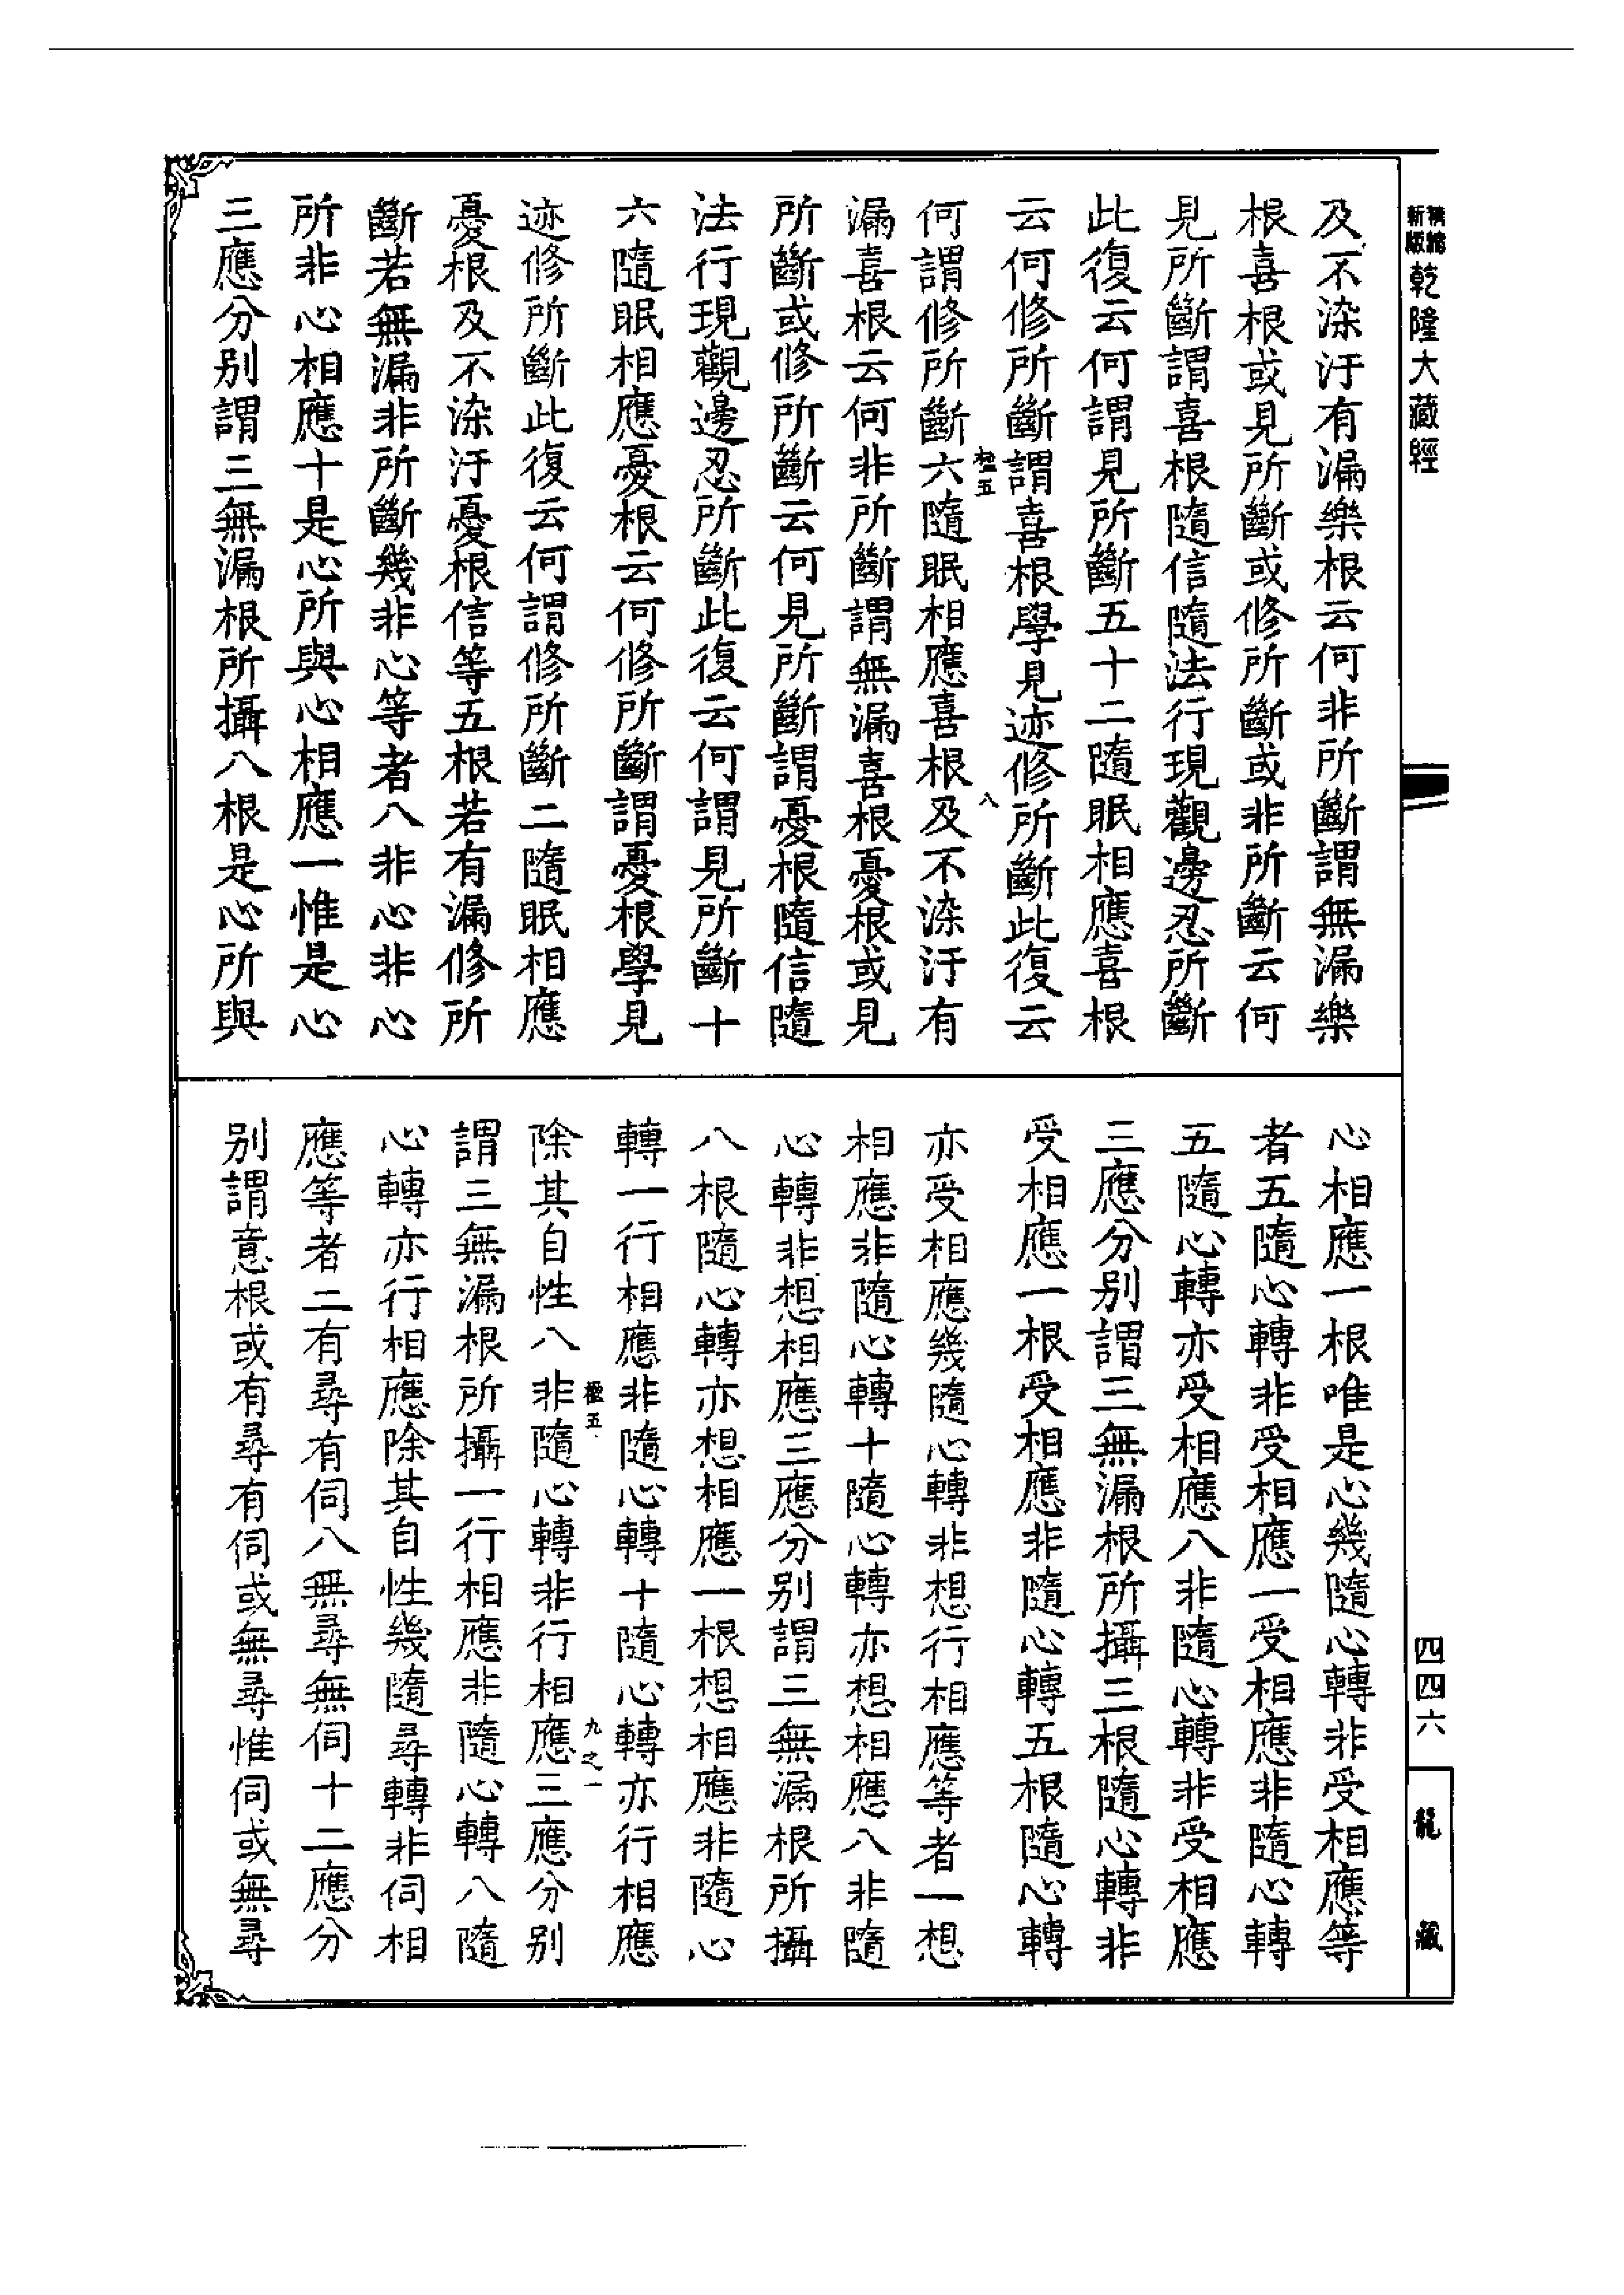 精縮新版乾隆大藏經
四四六
龍藏
及不染汙有漏樂根云何非所斷謂無漏樂
根喜根或見所斷或修所斷或非所斷云何
見所斷謂喜根隨信隨法行現觀邊忍所斷
此復云何謂見所斷五十二隨眠相應喜根
云何修所斷謂喜根學見迹修所斷此復云
極五 八
何謂修所斷六隨眠相應喜根及不染汙有
漏喜根云何非所斷謂無漏喜根憂根或見
所斷或修所斷云何見所斷謂憂根隨信隨
法行現觀邊忍所斷此復云何謂見所斷十
六隨眠相應憂根云何修所斷謂憂根學見
迹修所斷此復云何謂修所斷二隨眠相應
憂根及不染汙憂根信等五根若有漏修所
斷若無漏非所斷幾非心等者八非心非心
所非心相應十是心所與心相應一惟是心
三應分別謂三無漏根所攝八根是心所與
心相應一根唯是心幾隨心轉非受相應等
者五隨心轉非受相應一受相應非隨心轉
五隨心轉亦受相應八非隨心轉非受相應
三應分別謂三無漏根所攝三根隨心轉非
受相應一根受相應非隨心轉五根隨心轉
亦受相應幾隨心轉非想行相應等者一想
相應非隨心轉十隨心轉亦想相應八非隨
心轉非想相應三應分別謂三無漏根所攝
八根隨心轉亦想相應一根想相應非隨心
轉一行相應非隨心轉十隨心轉亦行相應
極五 九之一
除其自性八非隨心轉非行相應三應分別
謂三無漏根所攝一行相應非隨心轉八隨
心轉亦行相應除其自性幾隨尋轉非伺相
應等者二有尋有伺八無尋無伺十二應分
別謂意根或有尋有伺或無尋惟伺或無尋